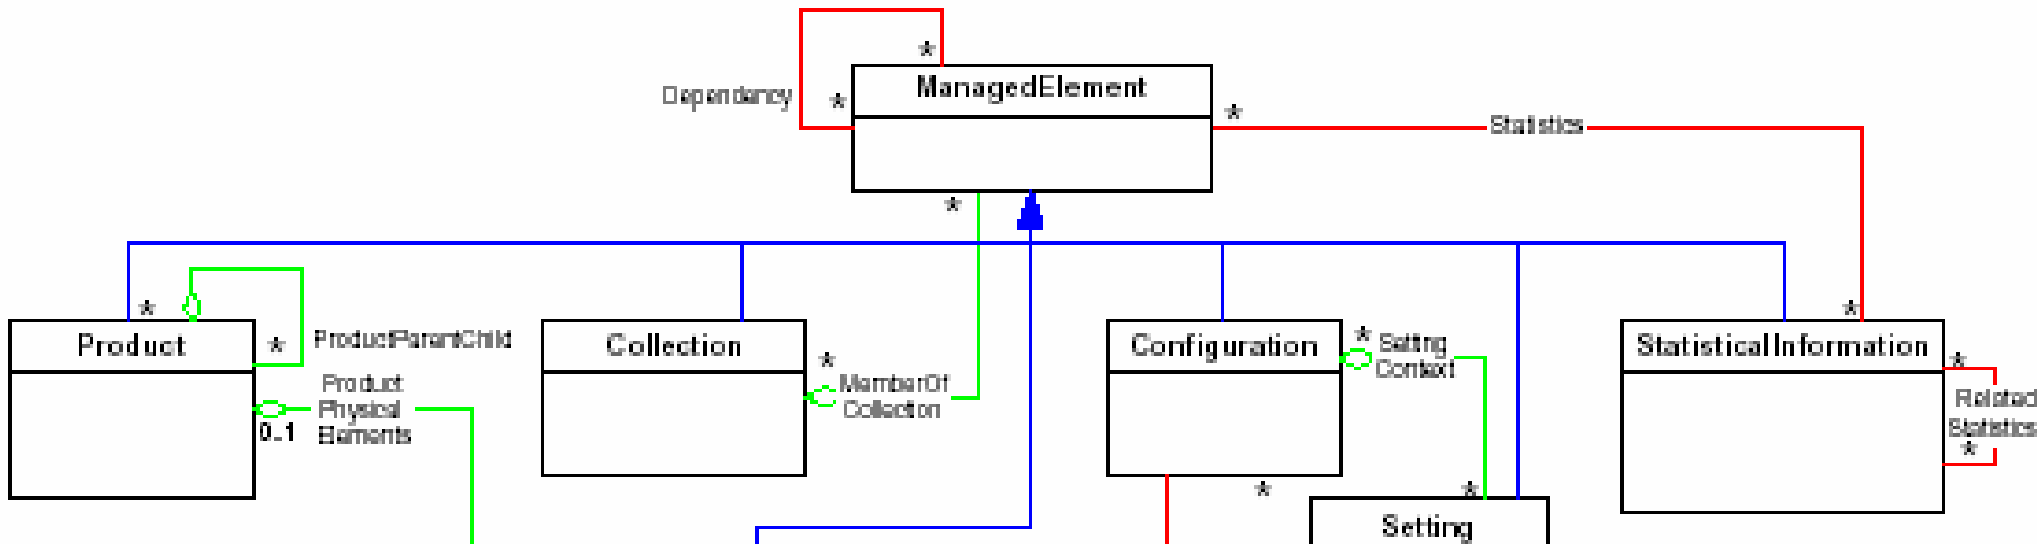 *
ManagedElement
Dependency
*
*
Statistics
*
*
*
Product
*
ProductParantChild
Product
Physical
Elements
0..1
Collection
*
MemberOf
Collection
Configuration
*
Setting
Context
*
StatisticalInformation
*
Related
Statistics
*
*
Setting